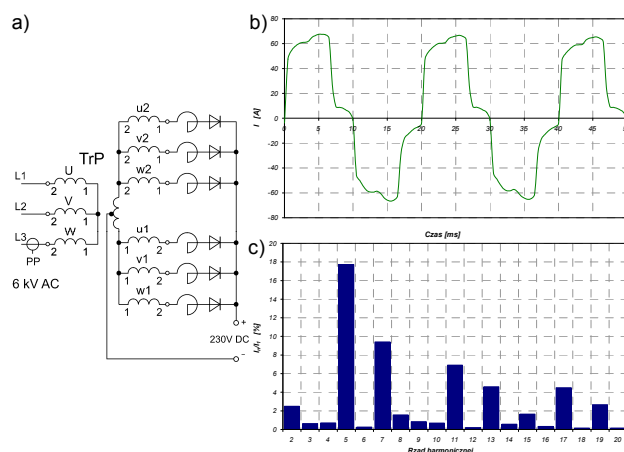 a)
u2
2 1
v2
2 1
w2
2 1
TrP
L1
U
2 1
L2
V
2 1
L3
W
2 1
PP
6 kV AC
u1
1 2
v1
1 2
w1
1 2
+
230V DC
-
b)
I [A]
80
60
40
20
0
-20
-40
-60
-80
0 5 10 15 20 25 30 35 40 45 50
Czas [ms]
c)
Iₙ/I₁ [%]
20
18
16
14
12
10
8
6
4
2
0
2 3 4 5 6 7 8 9 10 11 12 13 14 15 16 17 18 19 20
Rząd harmonicznej